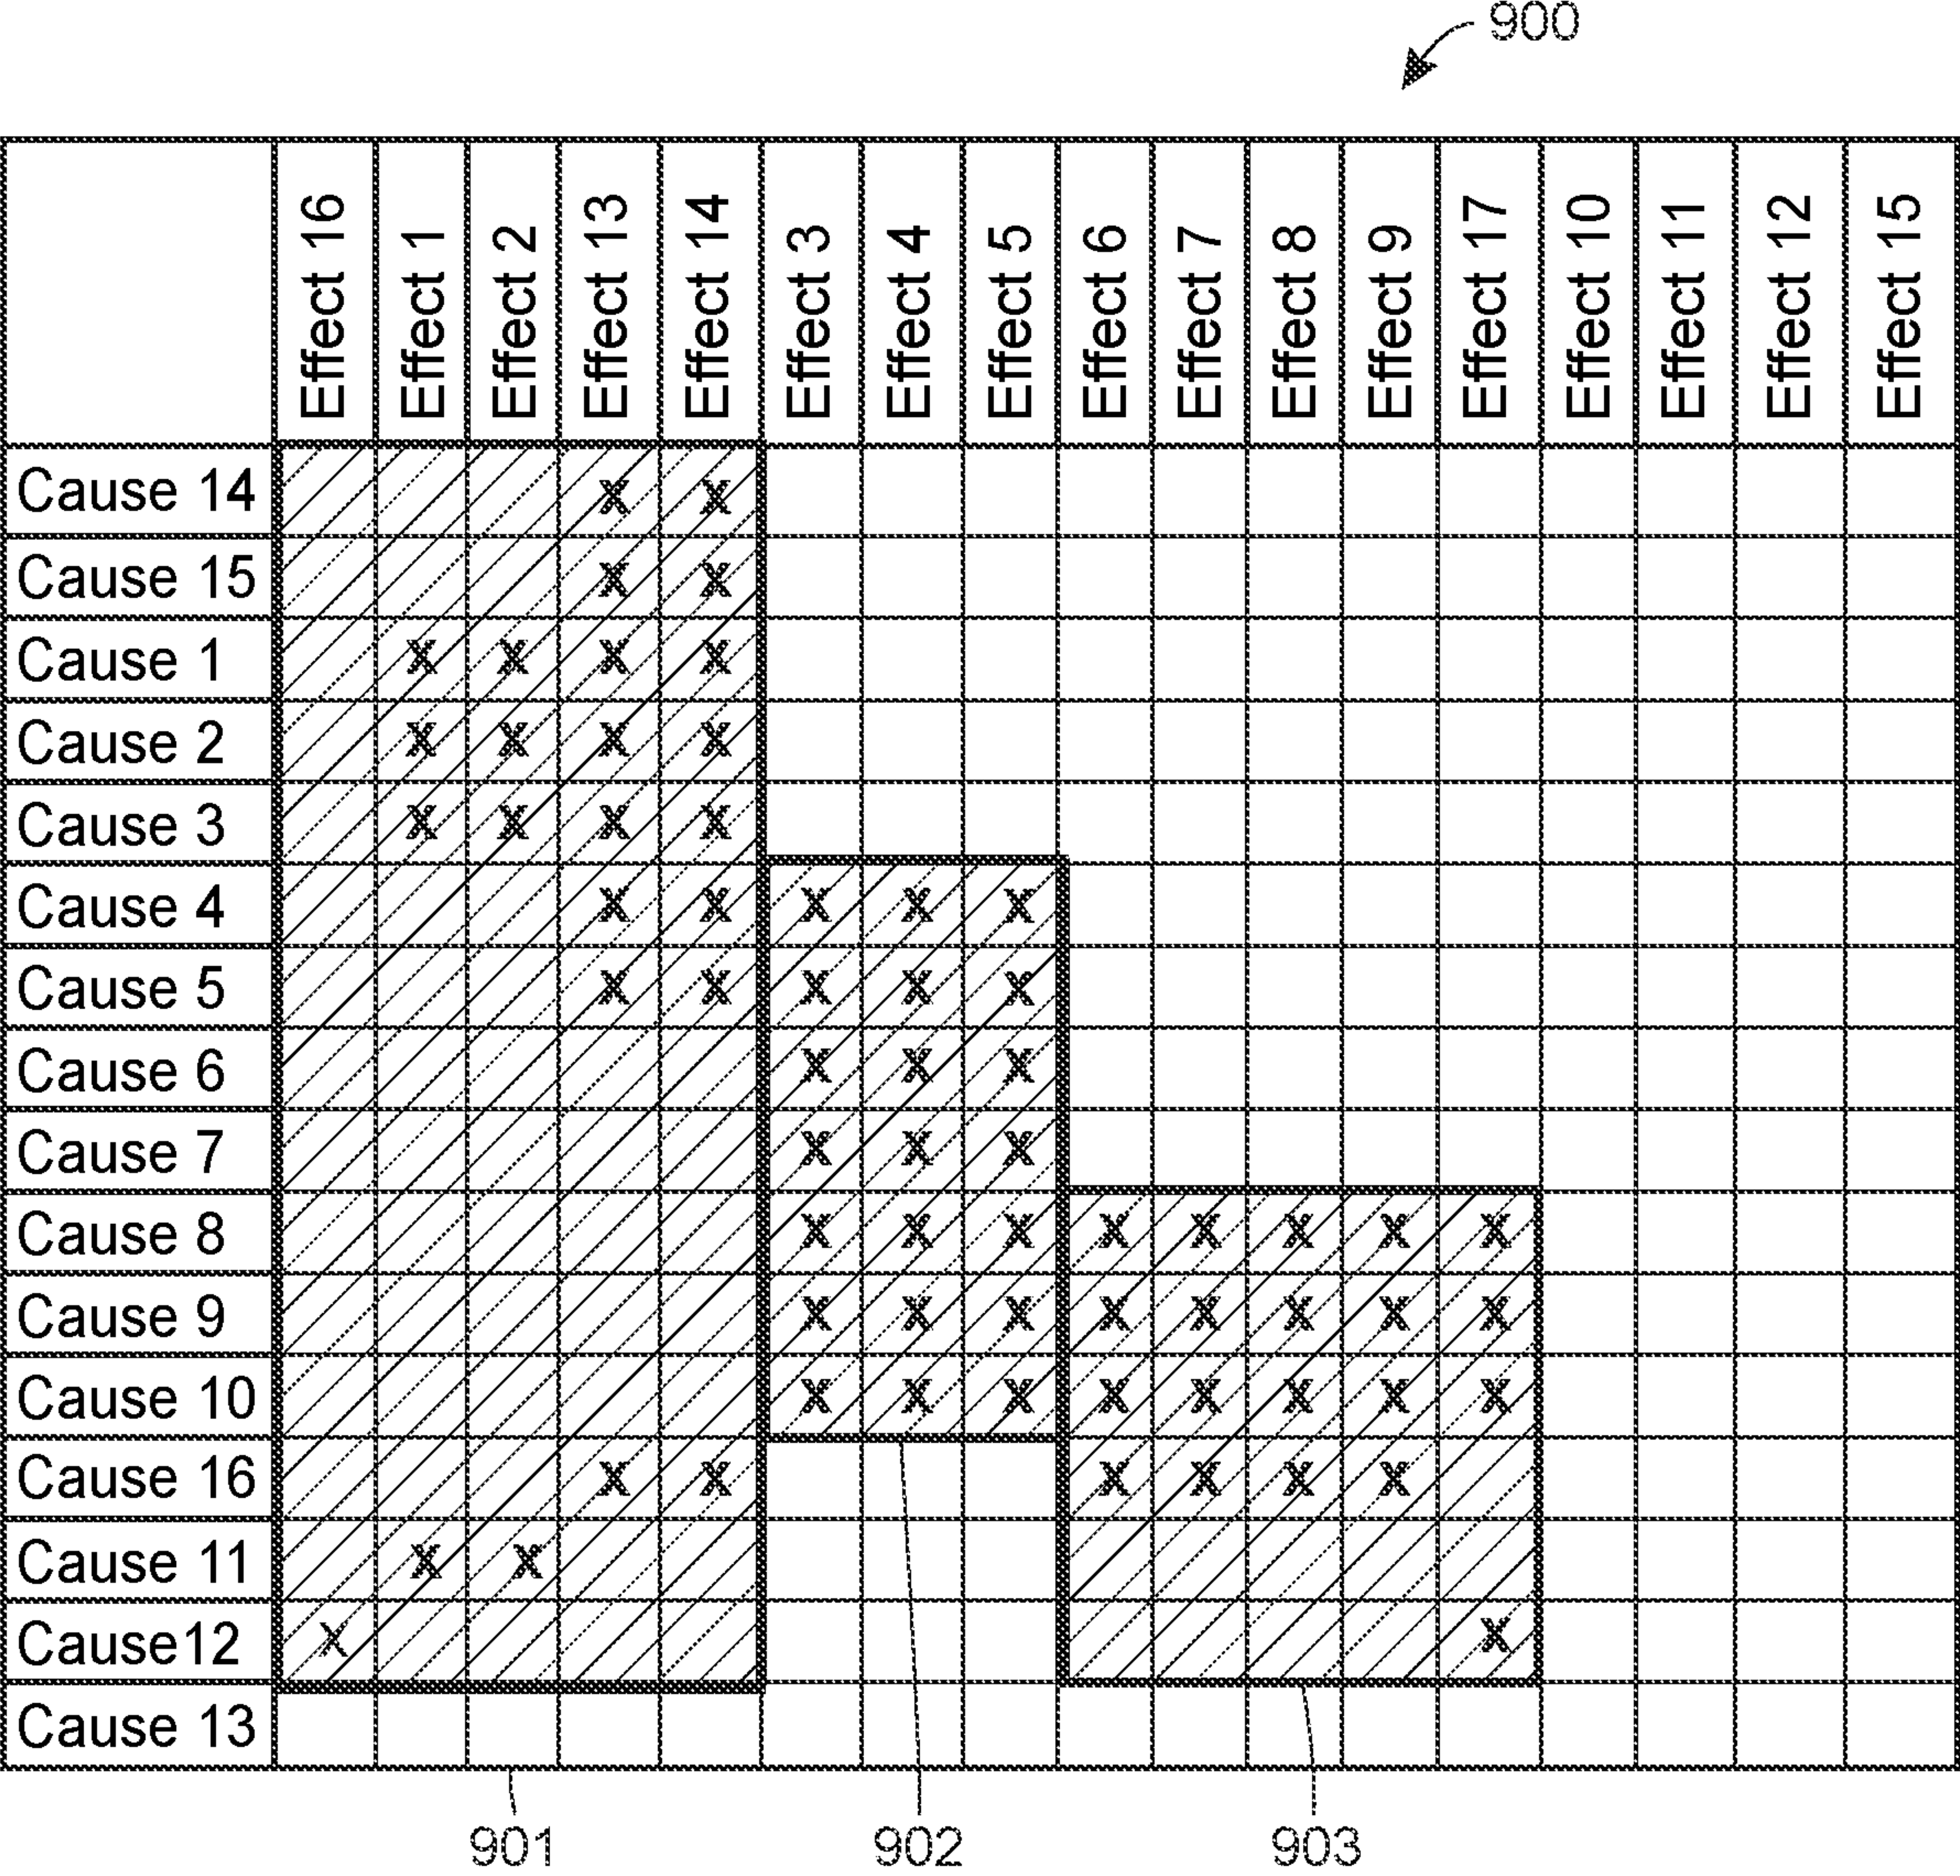 900
Effect 16 Effect 1 Effect 2 Effect 13 Effect 14 Effect 3 Effect 4 Effect 5 Effect 6 Effect 7 Effect 8 Effect 9 Effect 17 Effect 10 Effect 11 Effect 12 Effect 15
Cause 14 X X
Cause 15 X X
Cause 1 X X X X
Cause 2 X X X X
Cause 3 X X X X
Cause 4 X X X X X
Cause 5 X X X X X
Cause 6 X X X
Cause 7 X X X
Cause 8 X X X X X X X X
Cause 9 X X X X X X X X
Cause 10 X X X X X X X X
Cause 16 X X X X X X
Cause 11 X X
Cause12 X X
Cause 13
901 902 903